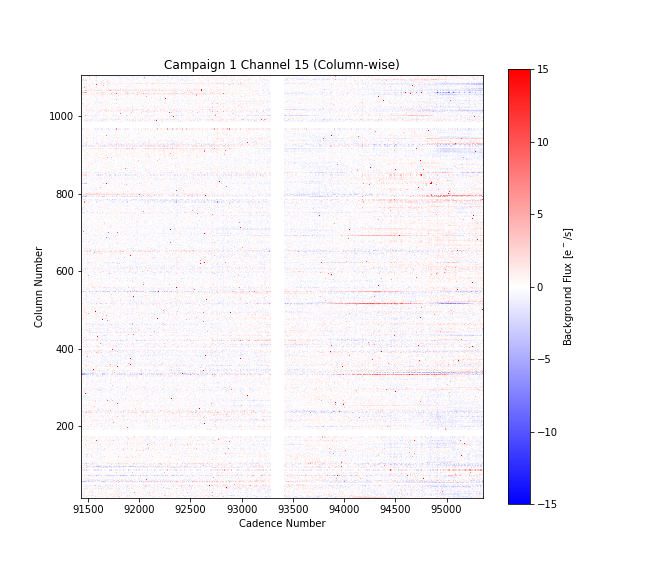 Campaign 1 Channel 15 (Column-wise)
Column Number
1000
800
600
400
200
91500 92000 92500 93000 93500 94000 94500 95000
Cadence Number
15
10
5
0
−5
−10
−15
Background Flux [e⁻/s]